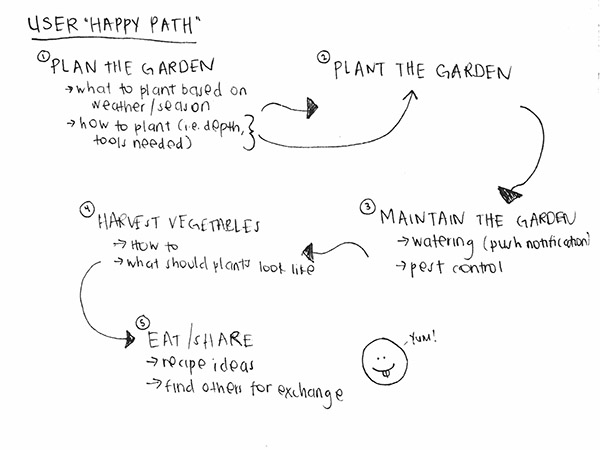 USER "HAPPY PATH"
① PLAN THE GARDEN
→ what to plant based on
weather/season
→ how to plant (i.e. depth,
tools needed)
② PLANT THE GARDEN
③ MAINTAIN THE GARDEN
→ watering (push notification)
→ pest control
④ HARVEST VEGETABLES
→ HOW TO
→ what should plants look like
⑤ EAT/SHARE
→ recipe ideas
→ find others for exchange
YUM!